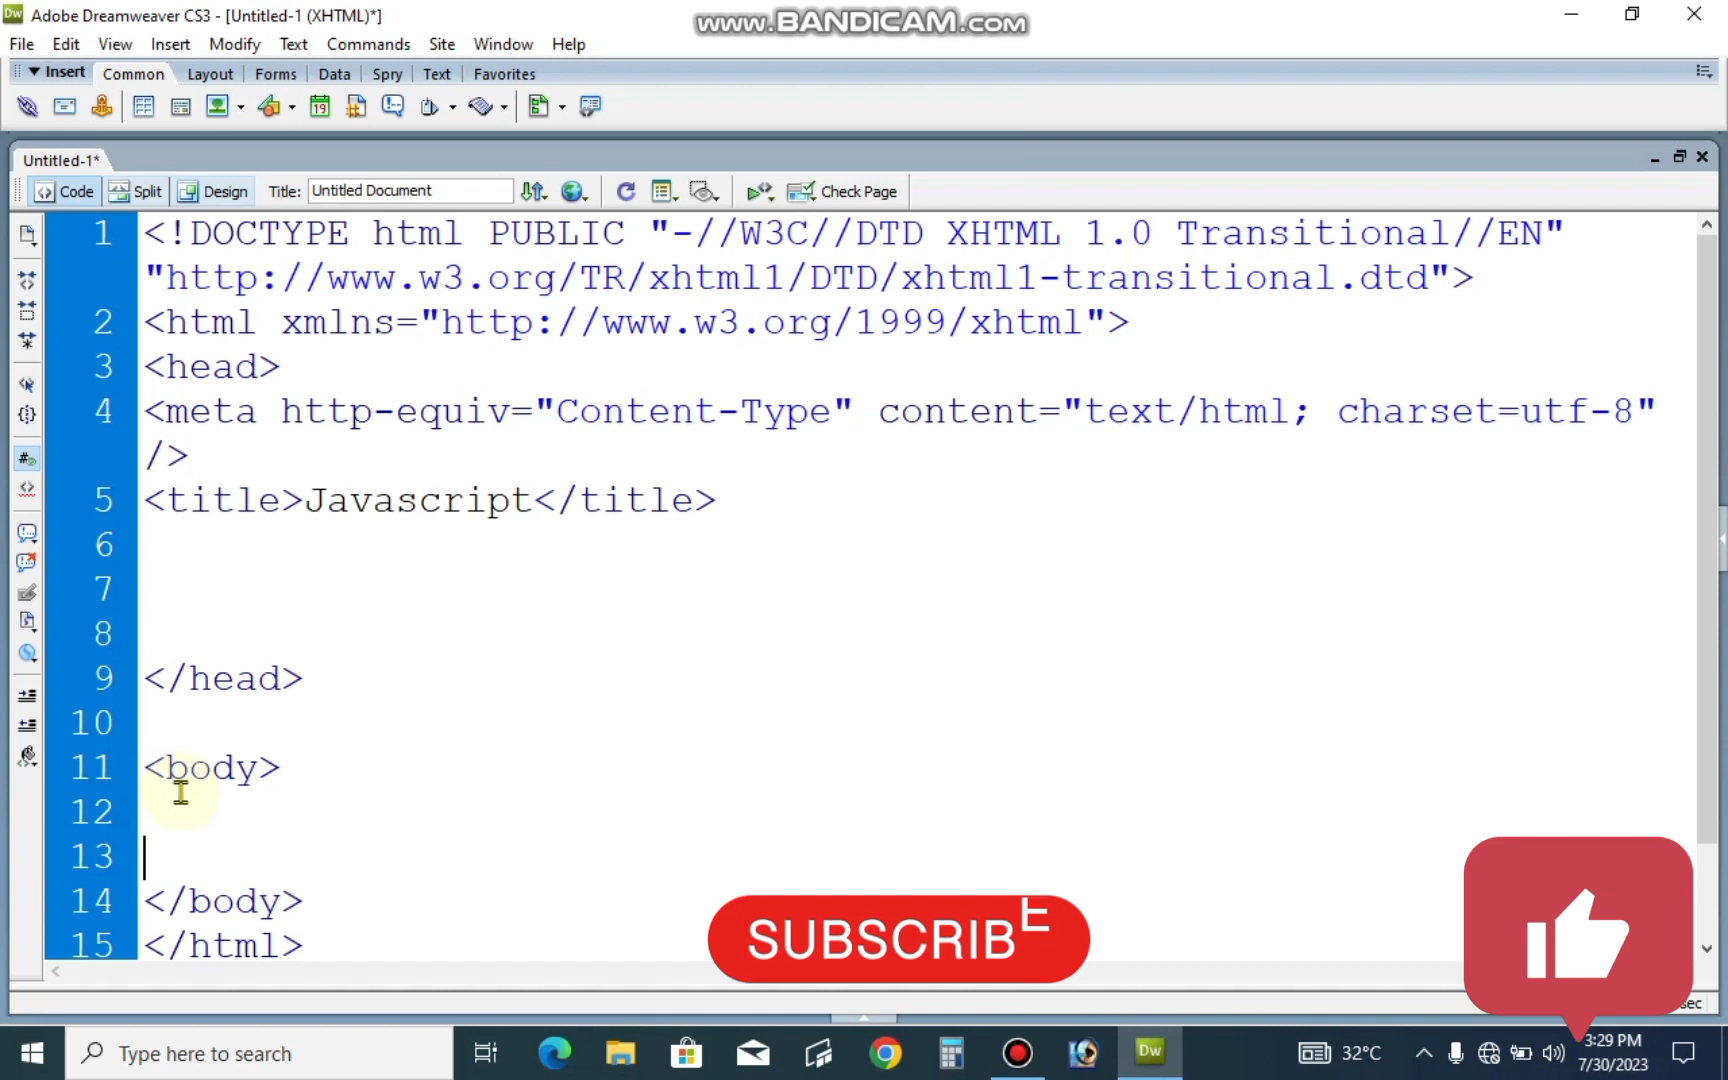 Adobe Dreamweaver CS3 - [Untitled-1 (XHTML)*]
www.BANDICAM.com
File Edit View Insert Modify Text Commands Site Window Help
Insert Common Layout Forms Data Spry Text Favorites
Untitled-1*
Code Split Design Title: Untitled Document Check Page
1 <!DOCTYPE html PUBLIC "-//W3C//DTD XHTML 1.0 Transitional//EN"
"http://www.w3.org/TR/xhtml1/DTD/xhtml1-transitional.dtd">
2 <html xmlns="http://www.w3.org/1999/xhtml">
3 <head>
4 <meta http-equiv="Content-Type" content="text/html; charset=utf-8"
/>
5 <title>Javascript</title>
6
7
8
9 </head>
10
11 <body>
12
13
14 </body>
15 </html>
SUBSCRIBE
sec
Type here to search
Dw
32°C
3:29 PM
7/30/2023